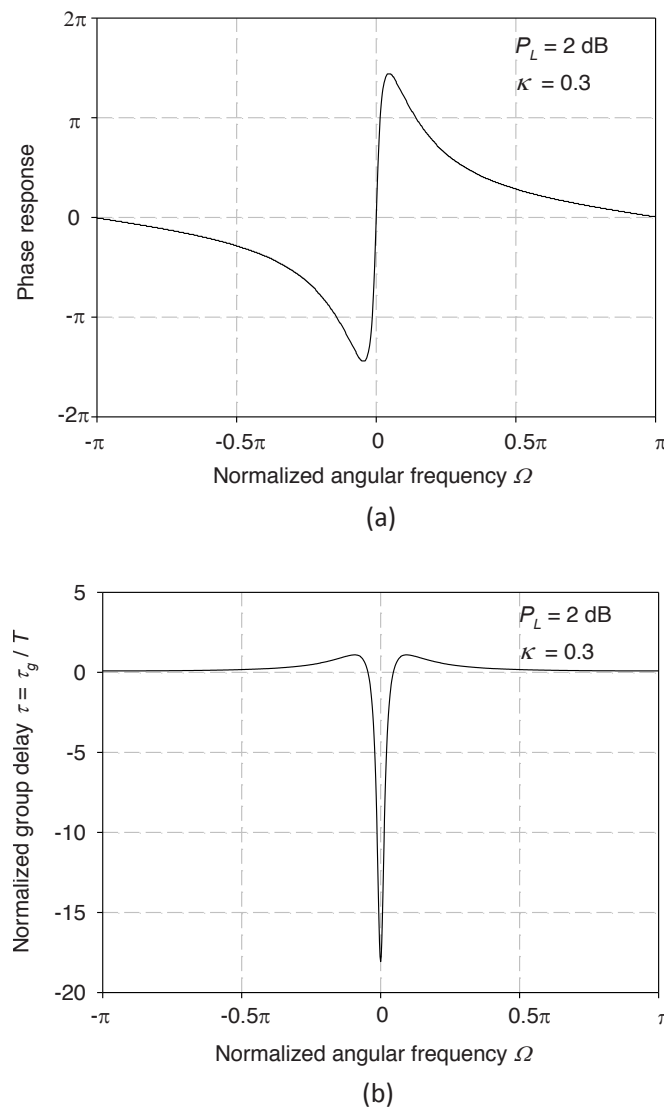 2π
P_L = 2 dB
κ = 0.3
π
Phase response
0
-π
-2π
-π -0.5π 0 0.5π π
Normalized angular frequency Ω
(a)
5
P_L = 2 dB
κ = 0.3
0
Normalized group delay τ = τ_g / T
-5
-10
-15
-20
-π -0.5π 0 0.5π π
Normalized angular frequency Ω
(b)